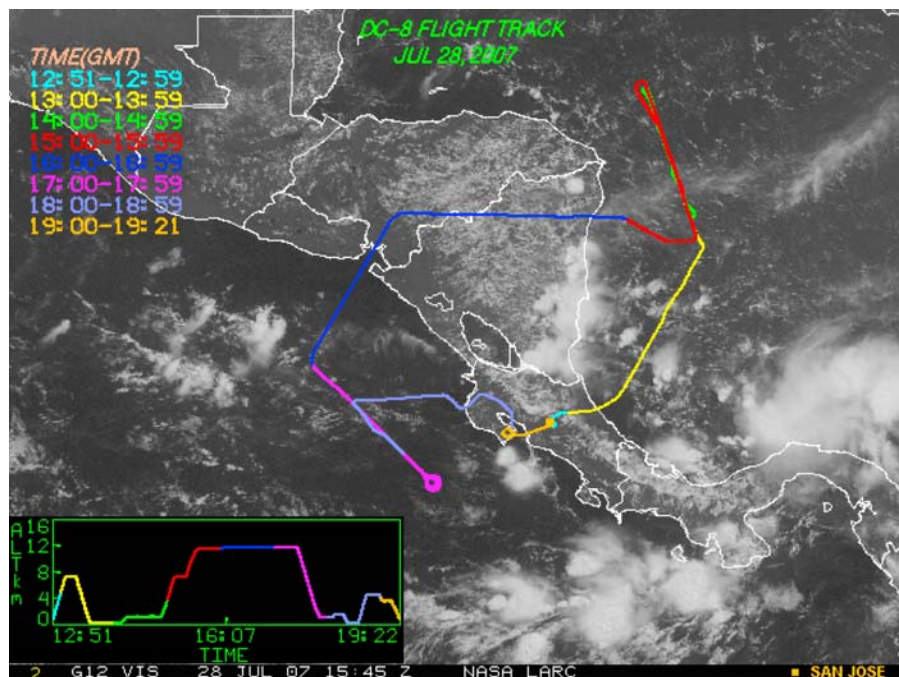 DC-8 FLIGHT TRACK
JUL 28, 2007
TIME(GMT)
12:51-12:59
13:00-13:59
14:00-14:59
15:00-15:59
16:00-16:59
17:00-17:59
18:00-18:59
19:00-19:21
ALTkm
16
12
8
4
0
12:51 16:07 19:22
TIME
2 G12 VIS 28 JUL 07 15:45 Z NASA LARC SAN JOSE